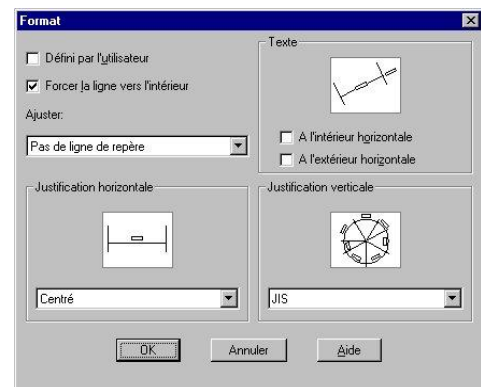 Format
Défini par l'utilisateur
Forcer la ligne vers l'intérieur
Ajuster:
Pas de ligne de repère
Texte
A l'intérieur horizontale
A l'extérieur horizontale
Justification horizontale
Centré
Justification verticale
JIS
OK
Annuler
Aide